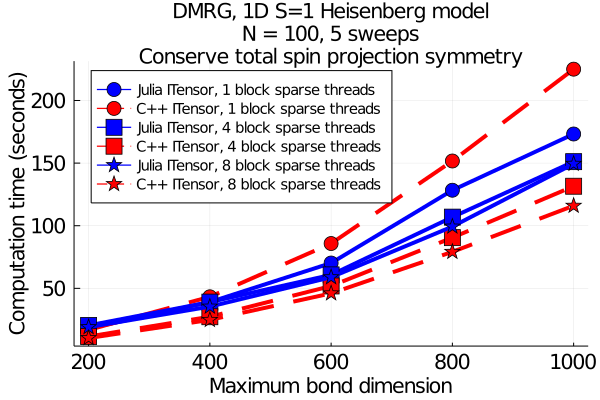 DMRG, 1D S=1 Heisenberg model
N = 100, 5 sweeps
Conserve total spin projection symmetry
Computation time (seconds)
200
150
100
50
Julia ITensor, 1 block sparse threads
C++ ITensor, 1 block sparse threads
Julia ITensor, 4 block sparse threads
C++ ITensor, 4 block sparse threads
Julia ITensor, 8 block sparse threads
C++ ITensor, 8 block sparse threads
200 400 600 800 1000
Maximum bond dimension